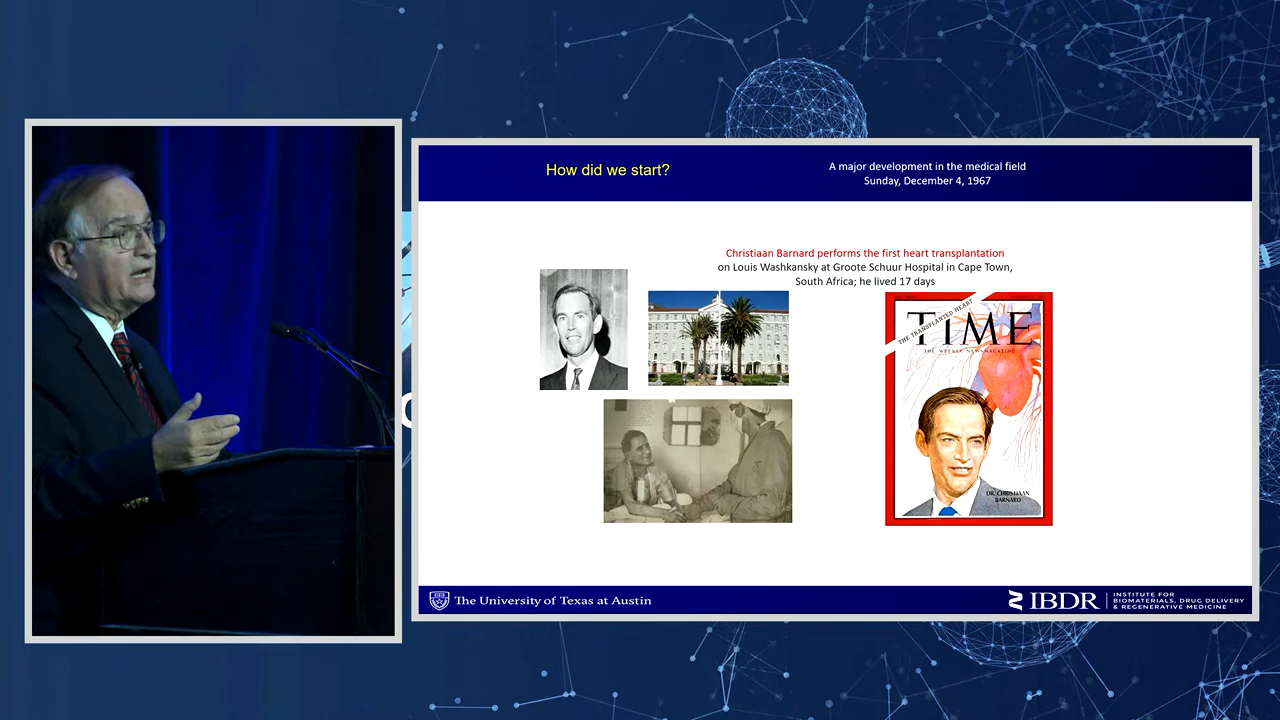 How did we start?
A major development in the medical field
Sunday, December 4, 1967
Christiaan Barnard performs the first heart transplantation
on Louis Washkansky at Groote Schuur Hospital in Cape Town,
South Africa; he lived 17 days
THE TRANSPLANTED HEART
TIME
THE WEEKLY NEWSMAGAZINE
DR. CHRISTIAAN
BARNARD
The University of Texas at Austin
IBDR
INSTITUTE FOR
BIOMATERIALS, DRUG DELIVERY
& REGENERATIVE MEDICINE